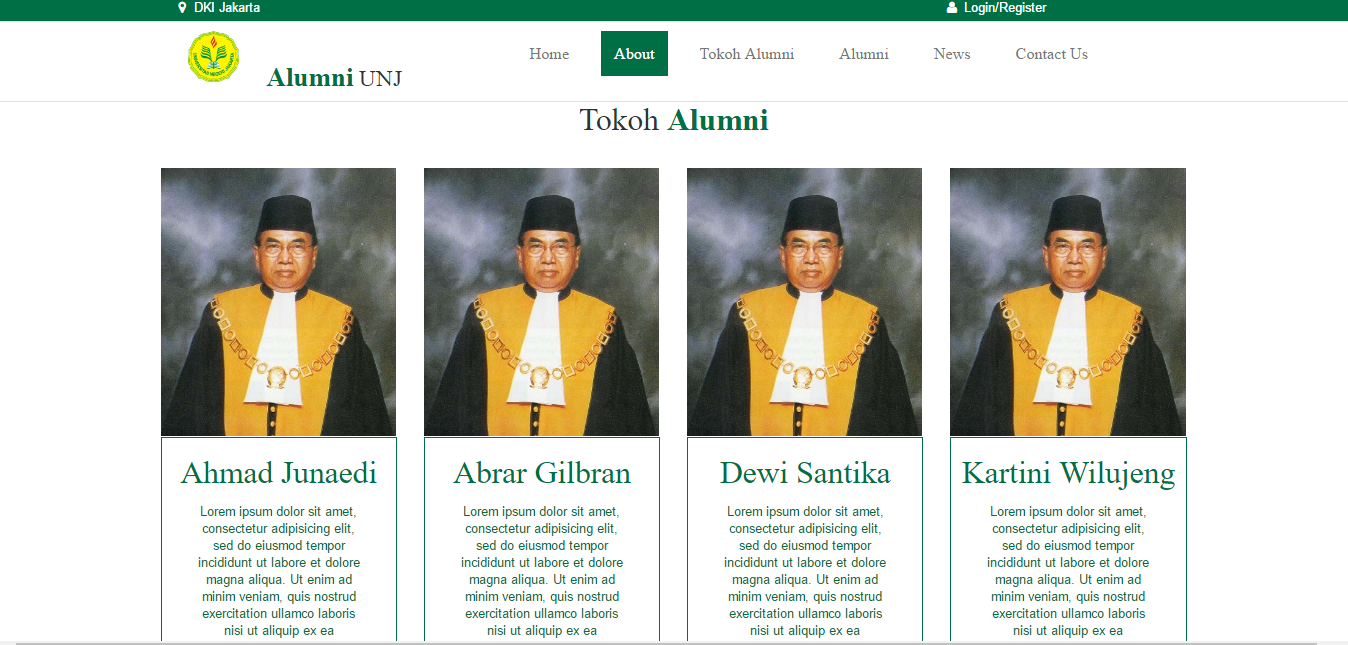 DKI Jakarta
Login/Register
Alumni UNJ
Home
About
Tokoh Alumni
Alumni
News
Contact Us
Tokoh Alumni
Ahmad Junaedi
Lorem ipsum dolor sit amet,
consectetur adipisicing elit,
sed do eiusmod tempor
incididunt ut labore et dolore
magna aliqua. Ut enim ad
minim veniam, quis nostrud
exercitation ullamco laboris
nisi ut aliquip ex ea
Abrar Gilbran
Lorem ipsum dolor sit amet,
consectetur adipisicing elit,
sed do eiusmod tempor
incididunt ut labore et dolore
magna aliqua. Ut enim ad
minim veniam, quis nostrud
exercitation ullamco laboris
nisi ut aliquip ex ea
Dewi Santika
Lorem ipsum dolor sit amet,
consectetur adipisicing elit,
sed do eiusmod tempor
incididunt ut labore et dolore
magna aliqua. Ut enim ad
minim veniam, quis nostrud
exercitation ullamco laboris
nisi ut aliquip ex ea
Kartini Wilujeng
Lorem ipsum dolor sit amet,
consectetur adipisicing elit,
sed do eiusmod tempor
incididunt ut labore et dolore
magna aliqua. Ut enim ad
minim veniam, quis nostrud
exercitation ullamco laboris
nisi ut aliquip ex ea